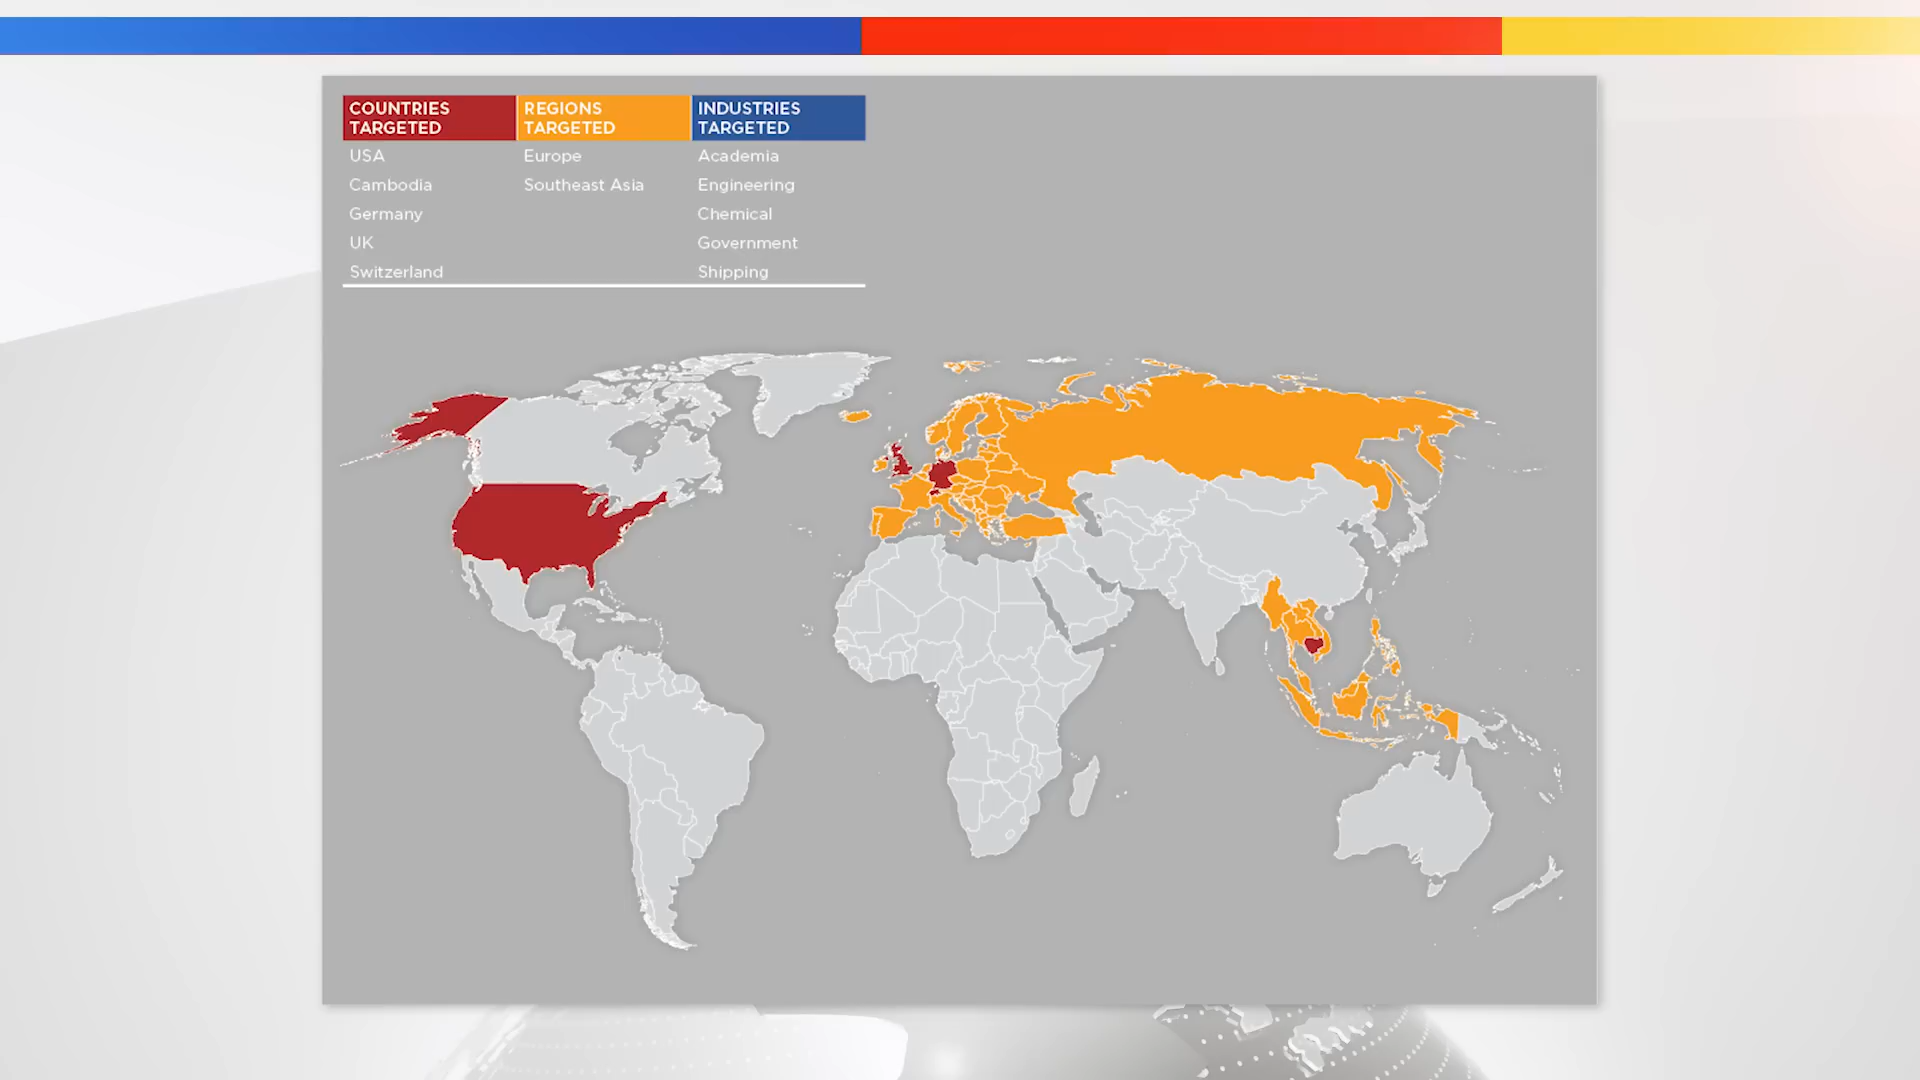 COUNTRIES TARGETED
USA
Cambodia
Germany
UK
Switzerland
REGIONS TARGETED
Europe
Southeast Asia
INDUSTRIES TARGETED
Academia
Engineering
Chemical
Government
Shipping